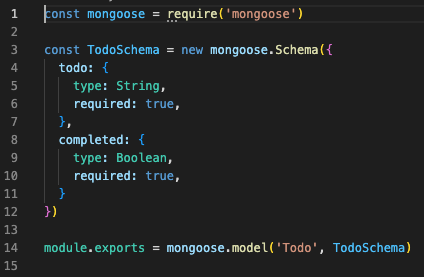 1 const mongoose = require('mongoose')
2
3 const TodoSchema = new mongoose.Schema({
4   todo: {
5     type: String,
6     required: true,
7   },
8   completed: {
9     type: Boolean,
10     required: true,
11   }
12 })
13
14 module.exports = mongoose.model('Todo', TodoSchema)
15